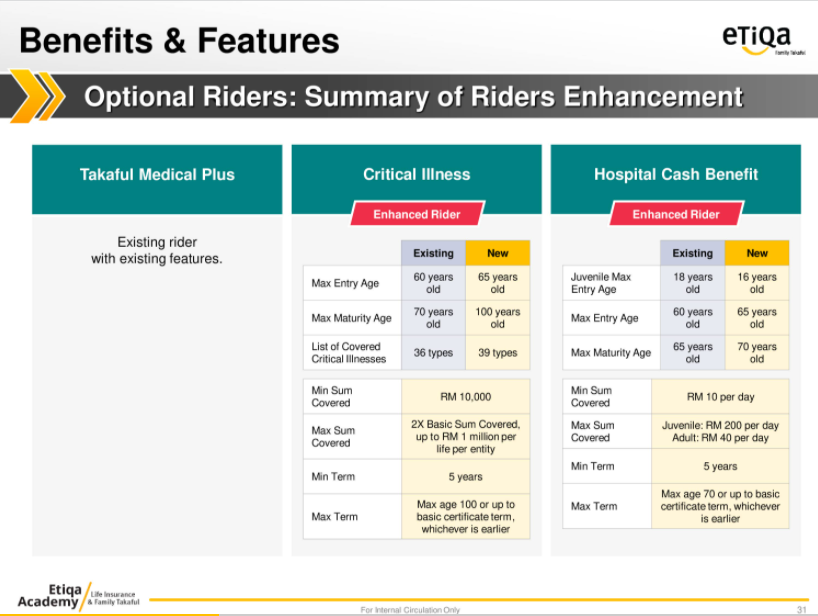 Benefits & Features
eTiQa
Family Takaful
Optional Riders: Summary of Riders Enhancement
Takaful Medical Plus
Existing rider
with existing features.
Critical Illness
Enhanced Rider
Existing New
Max Entry Age 60 years old 65 years old
Max Maturity Age 70 years old 100 years old
List of Covered Critical Illnesses 36 types 39 types
Min Sum Covered RM 10,000
Max Sum Covered 2X Basic Sum Covered, up to RM 1 million per life per entity
Min Term 5 years
Max Term Max age 100 or up to basic certificate term, whichever is earlier
Hospital Cash Benefit
Enhanced Rider
Existing New
Juvenile Max Entry Age 18 years old 16 years old
Max Entry Age 60 years old 65 years old
Max Maturity Age 65 years old 70 years old
Min Sum Covered RM 10 per day
Max Sum Covered Juvenile: RM 200 per day Adult: RM 40 per day
Min Term 5 years
Max Term Max age 70 or up to basic certificate term, whichever is earlier
Etiqa
Academy
Life Insurance
& Family Takaful
For Internal Circulation Only
31